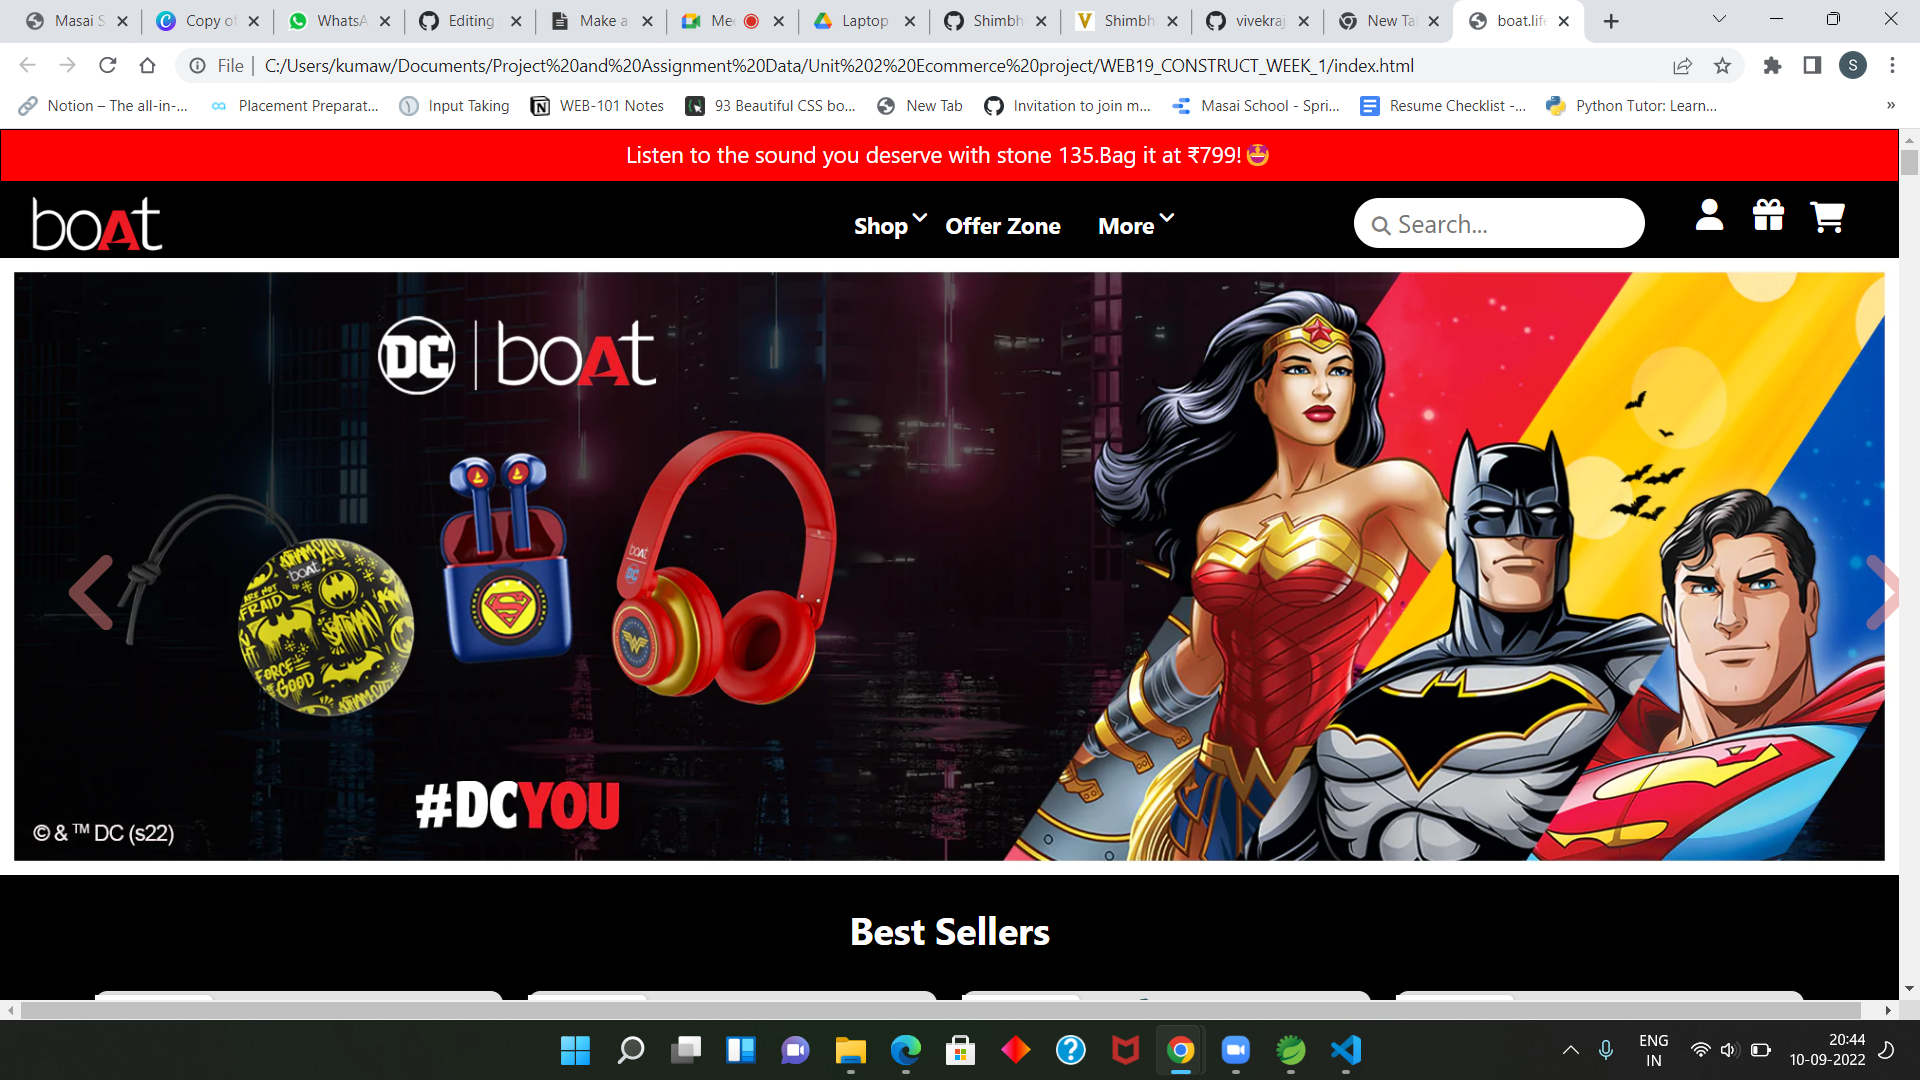 Masai S
Copy of
WhatsA
Editing
Make a
Mee
Laptop
Shimbh
Shimbh
vivekraj
New Ta
boat.life
File
C:/Users/kumaw/Documents/Project%20and%20Assignment%20Data/Unit%202%20Ecommerce%20project/WEB19_CONSTRUCT_WEEK_1/index.html
S
Notion – The all-in-...
Placement Preparat...
Input Taking
WEB-101 Notes
93 Beautiful CSS bo...
New Tab
Invitation to join m...
Masai School - Spri...
Resume Checklist -...
Python Tutor: Learn...
»
Listen to the sound you deserve with stone 135.Bag it at ₹799!🤩
boAt
Shop
Offer Zone
More
Search...
DC | boAt
boAt
BATMAN
FORCE
GOOD
boAt
DC
#DCYOU
© & ™ DC (s22)
Best Sellers
ENG
IN
20:44
10-09-2022